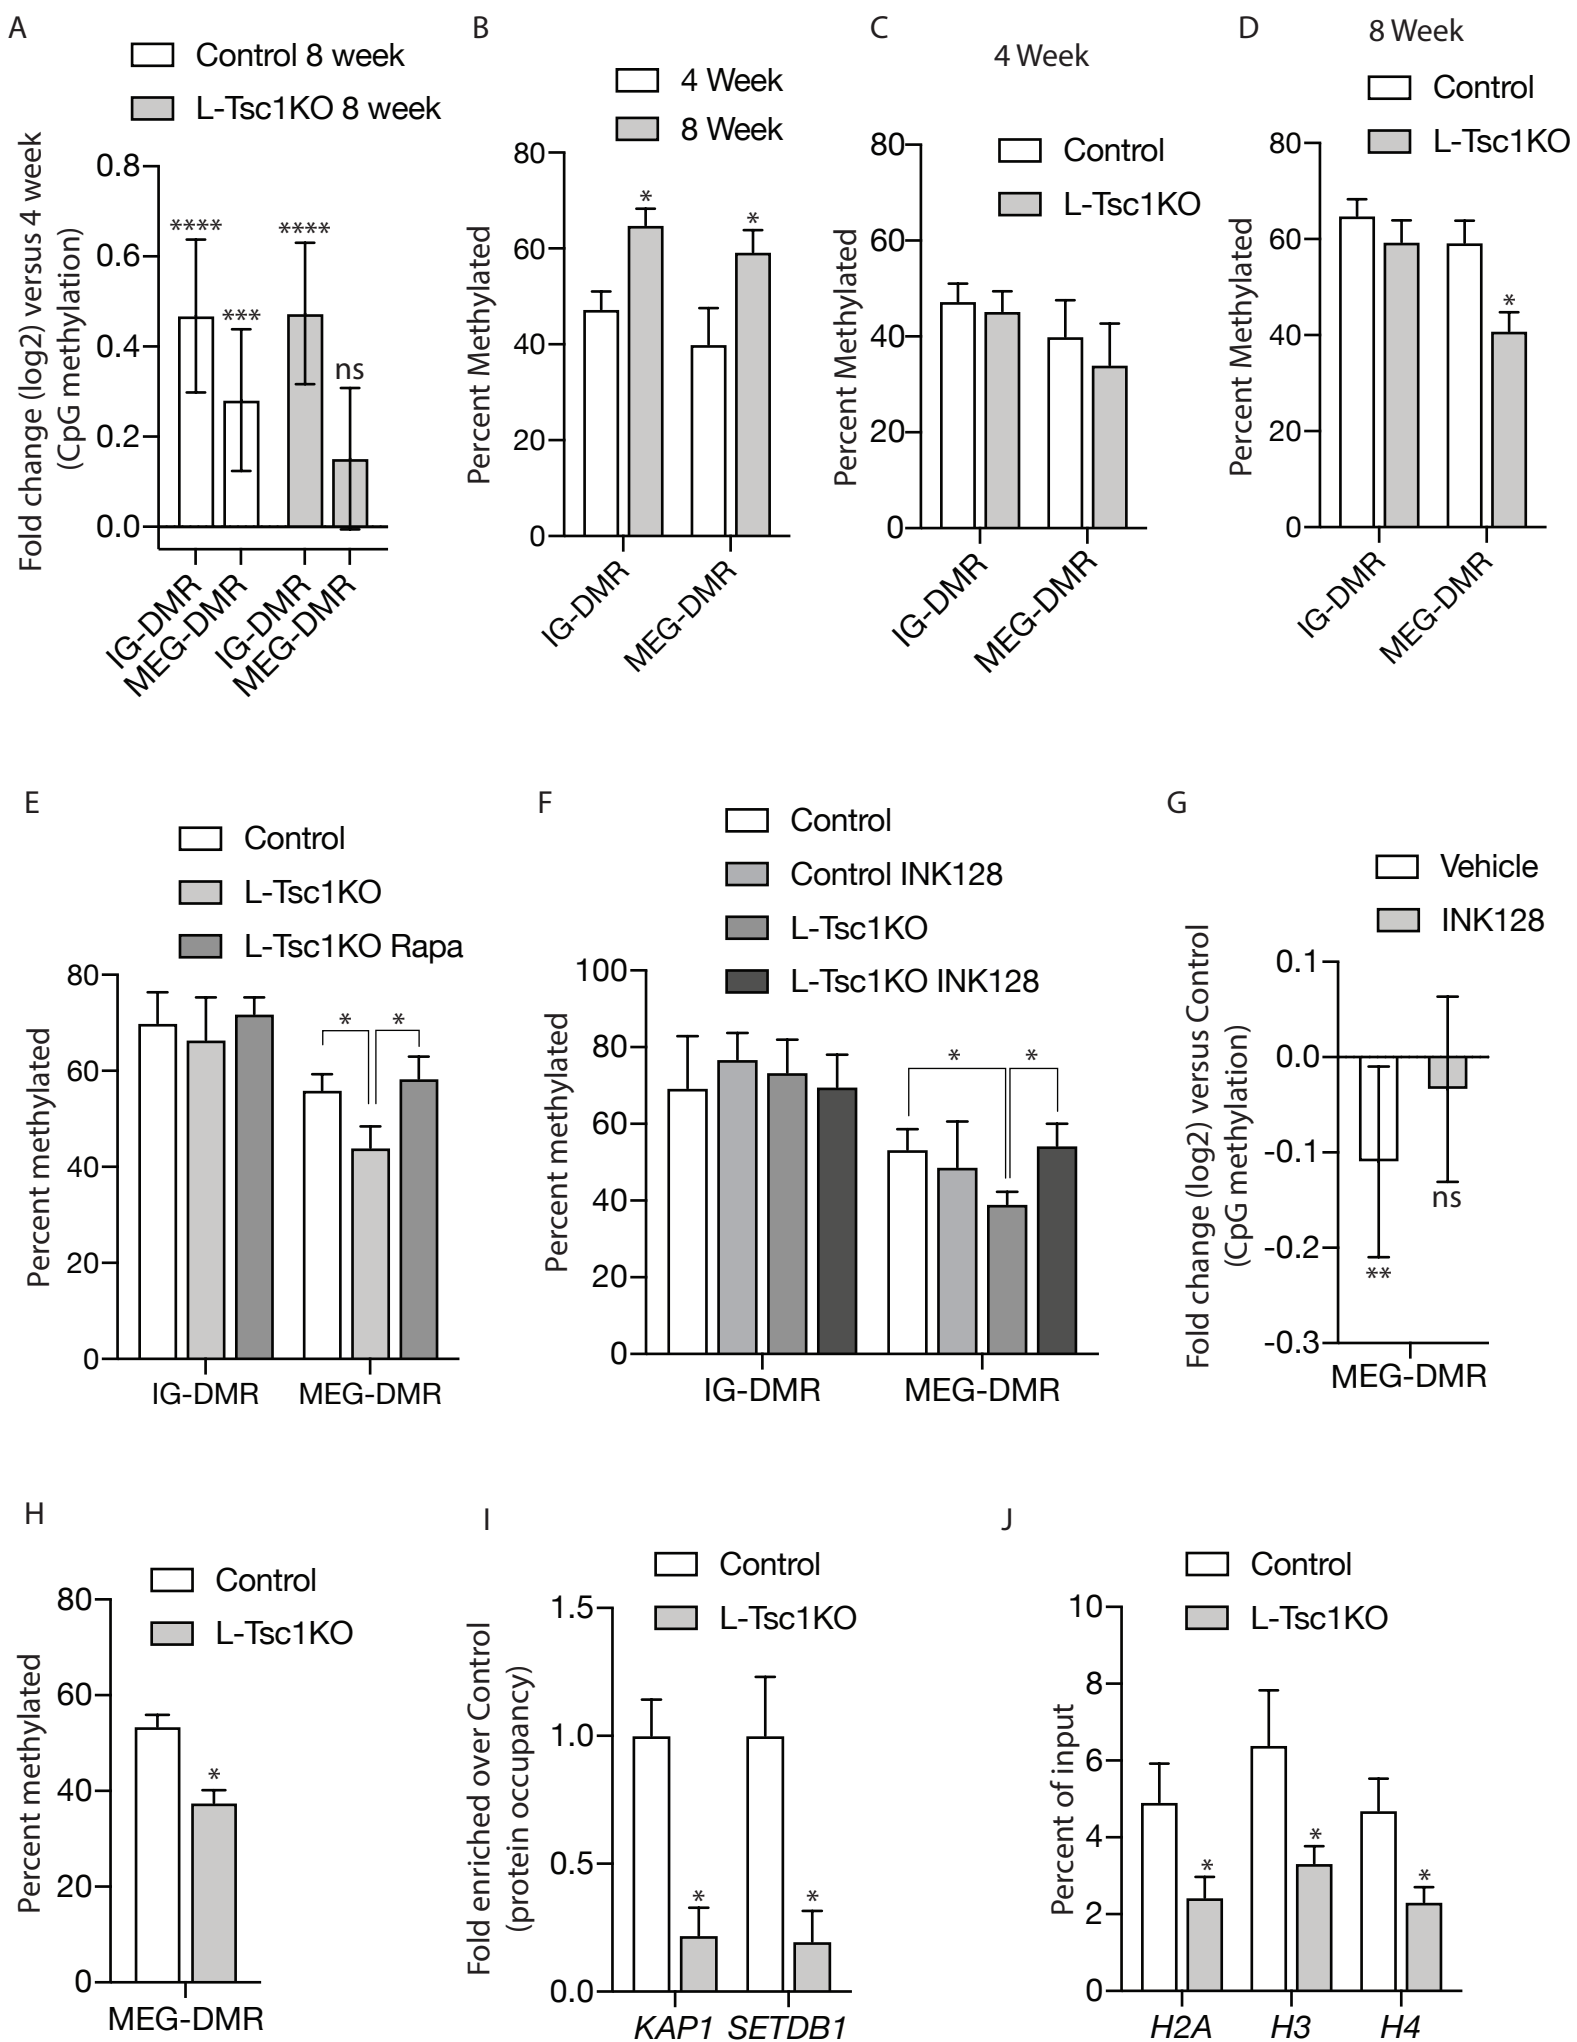 A
Control 8 week
L-Tsc1KO 8 week
Fold change (log2) versus 4 week
(CpG methylation)
0.8
0.6
0.4
0.2
0.0
****
***
****
ns
IG-DMR
MEG-DMR
IG-DMR
MEG-DMR
B
4 Week
8 Week
Percent Methylated
80
60
40
20
0
*
*
IG-DMR
MEG-DMR
C
4 Week
Control
L-Tsc1KO
Percent Methylated
80
60
40
20
0
IG-DMR
MEG-DMR
D
8 Week
Control
L-Tsc1KO
Percent Methylated
80
60
40
20
0
*
IG-DMR
MEG-DMR
E
Control
L-Tsc1KO
L-Tsc1KO Rapa
Percent methylated
80
60
40
20
0
*
*
IG-DMR
MEG-DMR
F
Control
Control INK128
L-Tsc1KO
L-Tsc1KO INK128
Percent methylated
100
80
60
40
20
0
*
*
IG-DMR
MEG-DMR
G
Vehicle
INK128
Fold change (log2) versus Control
(CpG methylation)
0.1
0.0
-0.1
-0.2
-0.3
**
ns
MEG-DMR
H
Control
L-Tsc1KO
Percent methylated
80
60
40
20
0
*
MEG-DMR
I
Control
L-Tsc1KO
Fold enriched over Control
(protein occupancy)
1.5
1.0
0.5
0.0
*
*
KAP1
SETDB1
J
Control
L-Tsc1KO
Percent of input
10
8
6
4
2
0
*
*
*
H2A
H3
H4